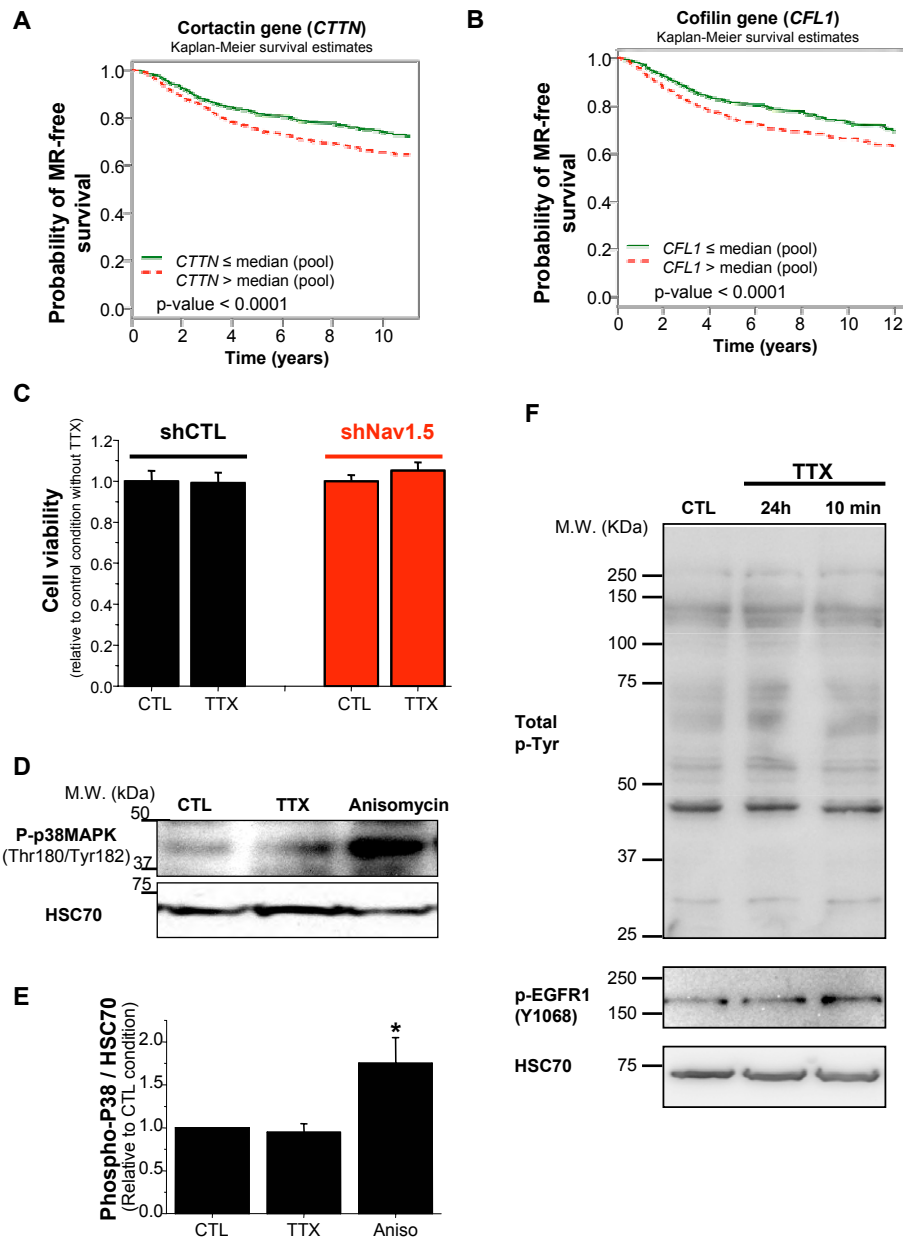 A
Cortactin gene (CTTN)
Kaplan-Meier survival estimates
Probability of MR-free
survival
1.0
0.8
0.6
0.4
0.2
0.0
CTTN ≤ median (pool)
CTTN > median (pool)
p-value < 0.0001
0 2 4 6 8 10
Time (years)
B
Cofilin gene (CFL1)
Kaplan-Meier survival estimates
Probability of MR-free
survival
1.0
0.8
0.6
0.4
0.2
0.0
CFL1 ≤ median (pool)
CFL1 > median (pool)
p-value < 0.0001
0 2 4 6 8 10 12
Time (years)
C
shCTL shNav1.5
Cell viability
(relative to control condition without TTX)
1.2
1.0
0.8
0.6
0.4
0.2
0.0
CTL TTX CTL TTX
D
M.W. (kDa)
CTL TTX Anisomycin
50
P-p38MAPK
(Thr180/Tyr182)
37
75
HSC70
E
Phospho-P38 / HSC70
(Relative to CTL condition)
2.0
1.5
1.0
0.5
0.0
*
CTL TTX Aniso
F
TTX
CTL 24h 10 min
M.W. (KDa)
250
150
100
75
Total
p-Tyr
50
37
25
p-EGFR1
(Y1068)
250
150
HSC70
75